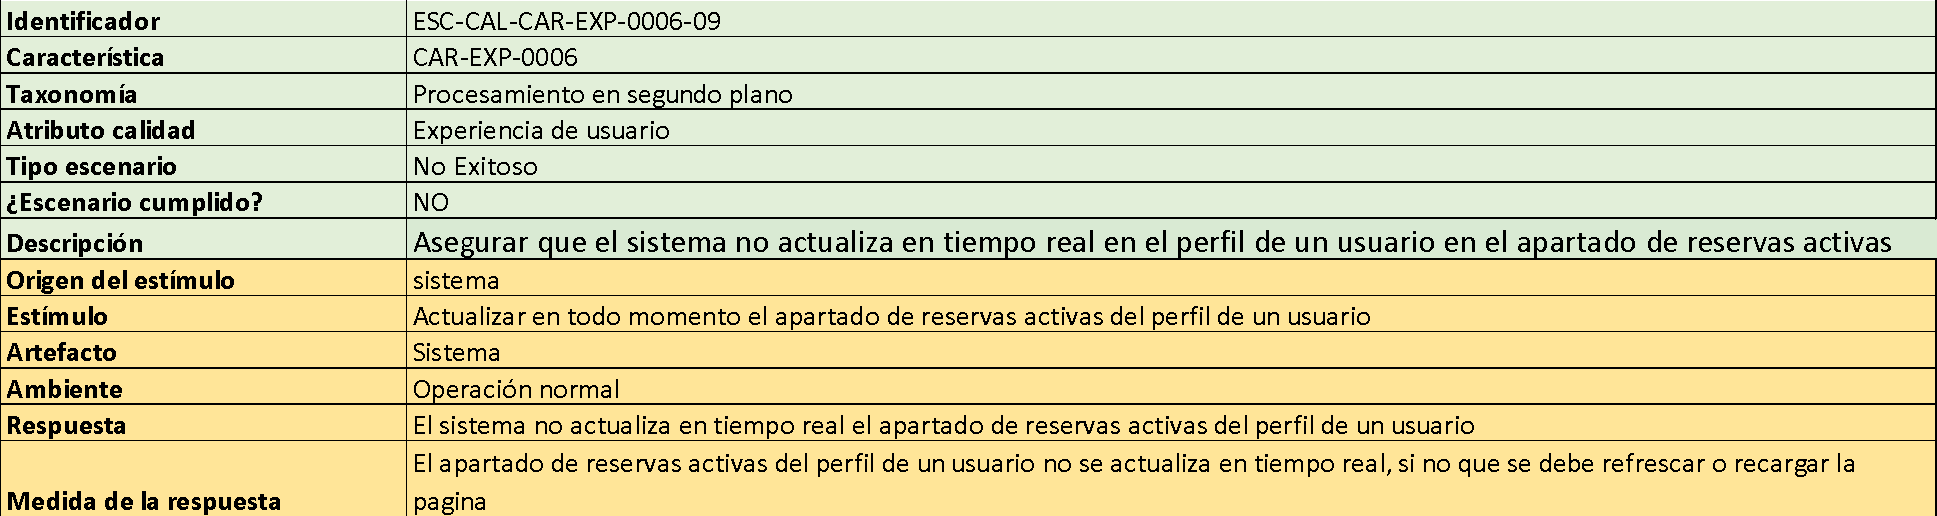 Identificador ESC-CAL-CAR-EXP-0006-09
Característica CAR-EXP-0006
Taxonomía Procesamiento en segundo plano
Atributo calidad Experiencia de usuario
Tipo escenario No Exitoso
¿Escenario cumplido? NO
Descripción Asegurar que el sistema no actualiza en tiempo real en el perfil de un usuario en el apartado de reservas activas
Origen del estímulo sistema
Estímulo Actualizar en todo momento el apartado de reservas activas del perfil de un usuario
Artefacto Sistema
Ambiente Operación normal
Respuesta El sistema no actualiza en tiempo real el apartado de reservas activas del perfil de un usuario
El apartado de reservas activas del perfil de un usuario no se actualiza en tiempo real, si no que se debe refrescar o recargar la
Medida de la respuesta pagina